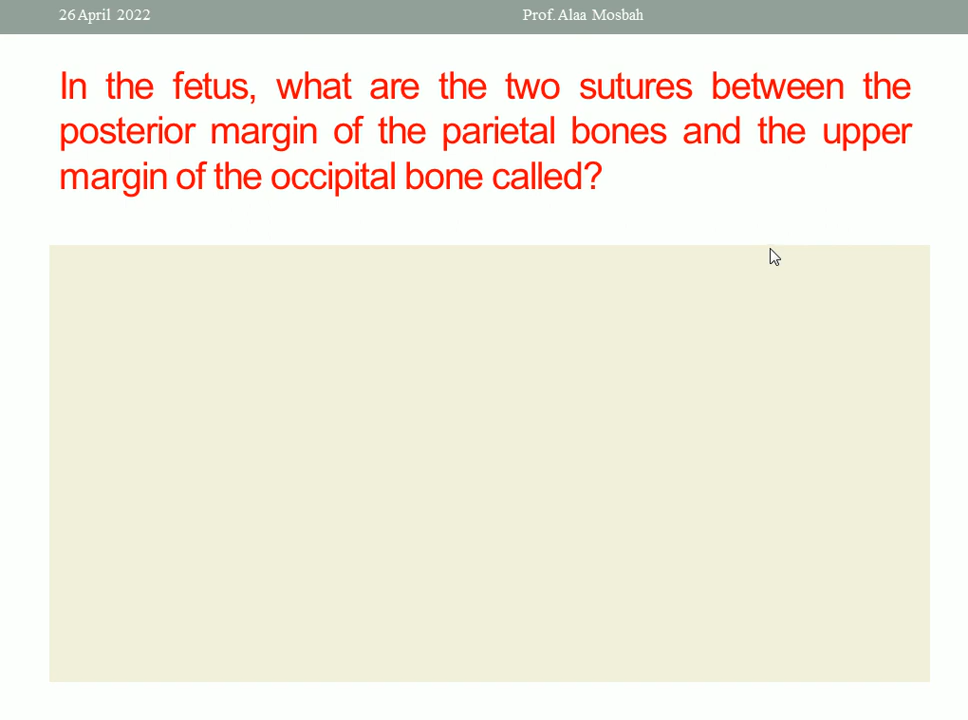 26 April 2022
Prof. Alaa Mosbah
In the fetus, what are the two sutures between the
posterior margin of the parietal bones and the upper
margin of the occipital bone called?